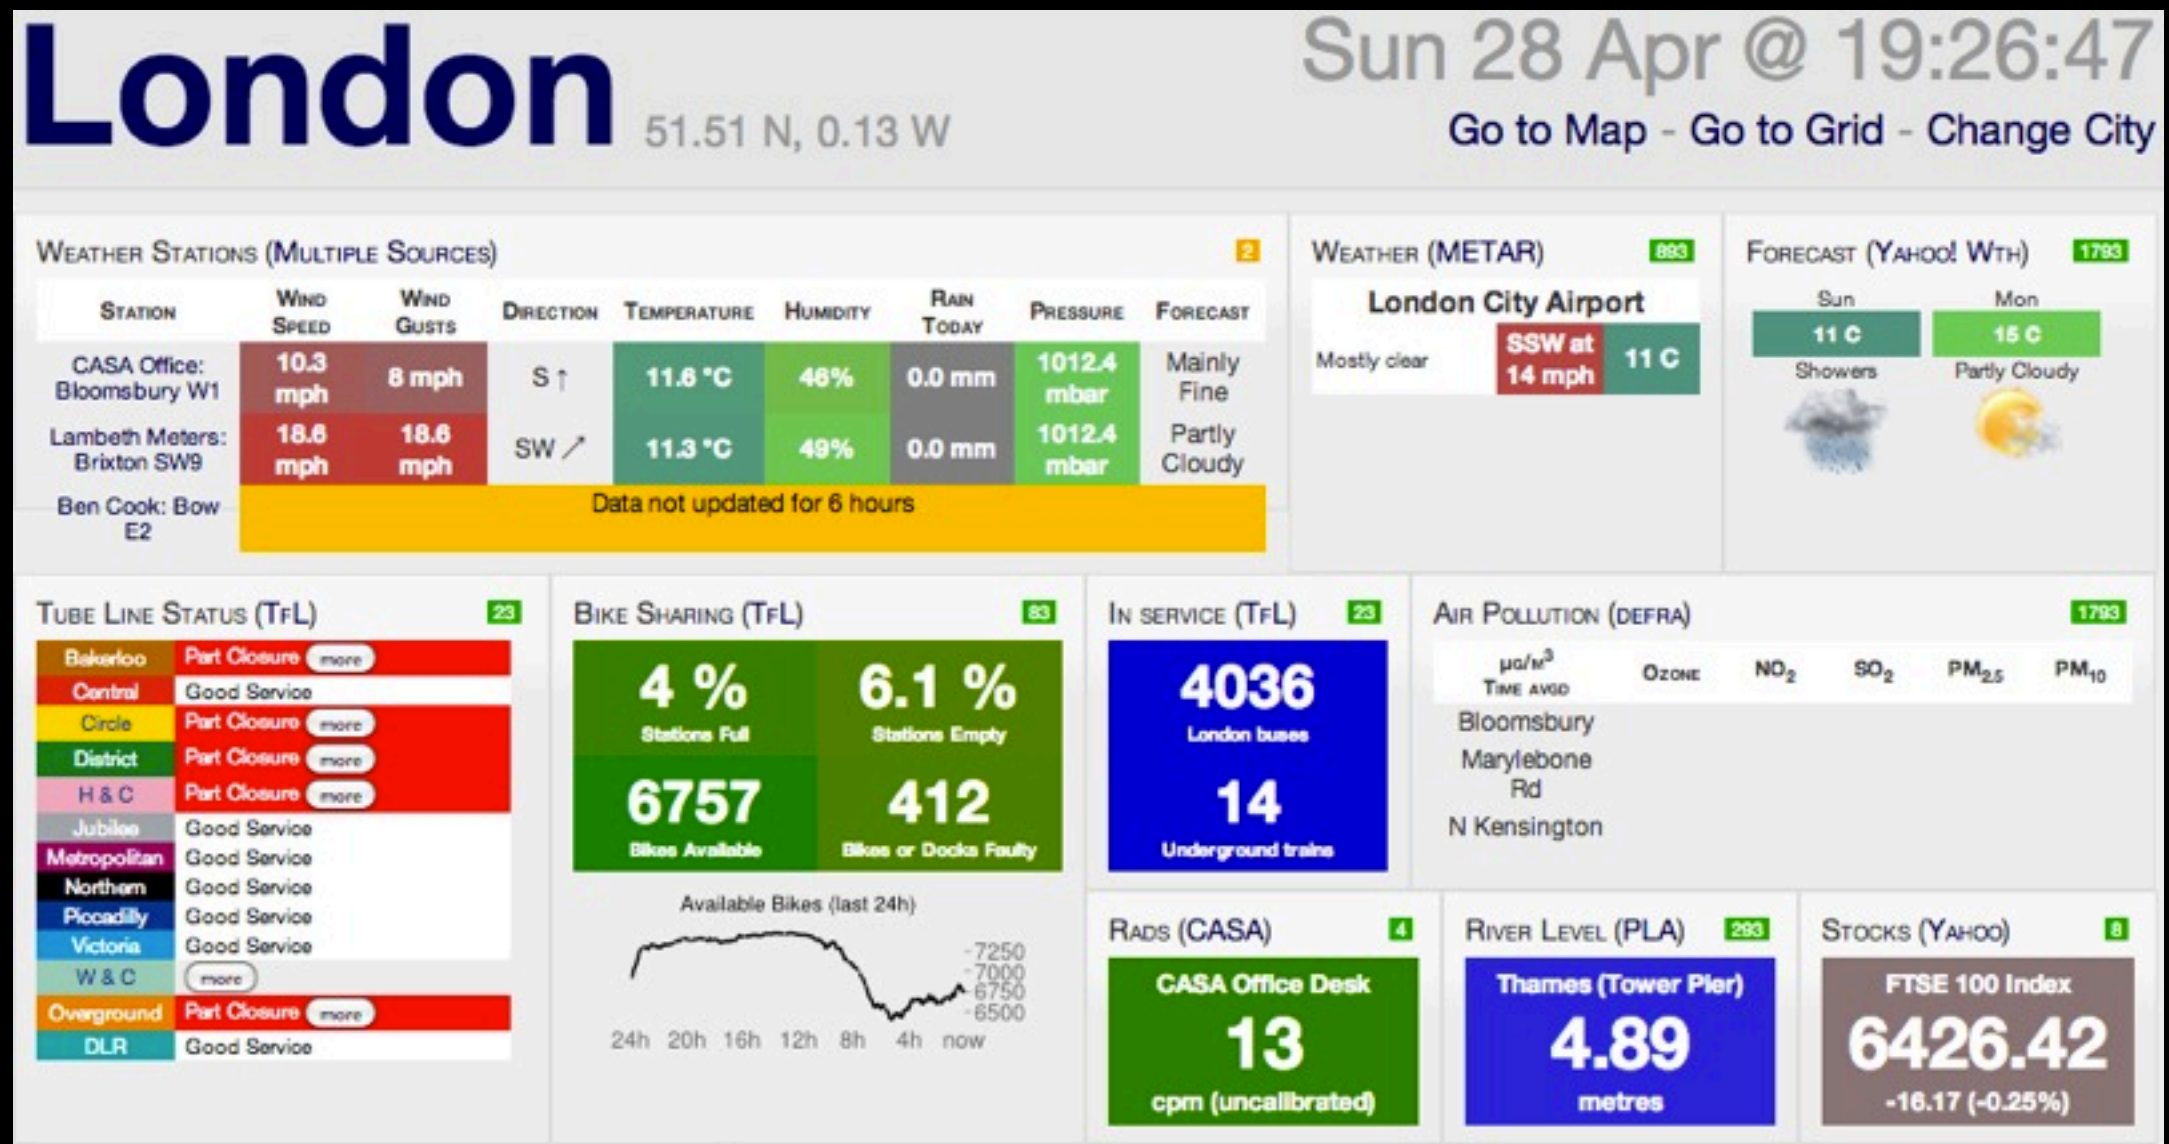 London 51.51 N, 0.13 W
Sun 28 Apr @ 19:26:47
Go to Map - Go to Grid - Change City
Weather Stations (Multiple Sources) 2
Station Wind Speed Wind Gusts Direction Temperature Humidity Rain Today Pressure Forecast
CASA Office: Bloomsbury W1 10.3 mph 8 mph S ↑ 11.6 °C 46% 0.0 mm 1012.4 mbar Mainly Fine
Lambeth Meters: Brixton SW9 18.6 mph 18.6 mph SW ↗ 11.3 °C 49% 0.0 mm 1012.4 mbar Partly Cloudy
Ben Cook: Bow E2 Data not updated for 6 hours
Weather (METAR) 893
London City Airport
Mostly clear SSW at 14 mph 11 C
Forecast (Yahoo! Wth) 1793
Sun Mon
11 C 15 C
Showers Partly Cloudy
Tube Line Status (TfL) 23
Bakerloo Part Closure more
Central Good Service
Circle Part Closure more
District Part Closure more
H & C Part Closure more
Jubilee Good Service
Metropolitan Good Service
Northern Good Service
Piccadilly Good Service
Victoria Good Service
W & C more
Overground Part Closure more
DLR Good Service
Bike Sharing (TfL) 83
4 % 6.1 %
Stations Full Stations Empty
6757 412
Bikes Available Bikes or Docks Faulty
Available Bikes (last 24h)
7250
7000
6750
6500
24h 20h 16h 12h 8h 4h now
In service (TfL) 23
4036
London buses
14
Underground trains
Air Pollution (DEFRA) 1793
µg/m³ Time avgd Ozone NO₂ SO₂ PM₂.₅ PM₁₀
Bloomsbury
Marylebone Rd
N Kensington
Rads (CASA) 4
CASA Office Desk
13
cpm (uncalibrated)
River Level (PLA) 293
Thames (Tower Pier)
4.89
metres
Stocks (Yahoo) 8
FTSE 100 Index
6426.42
-16.17 (-0.25%)